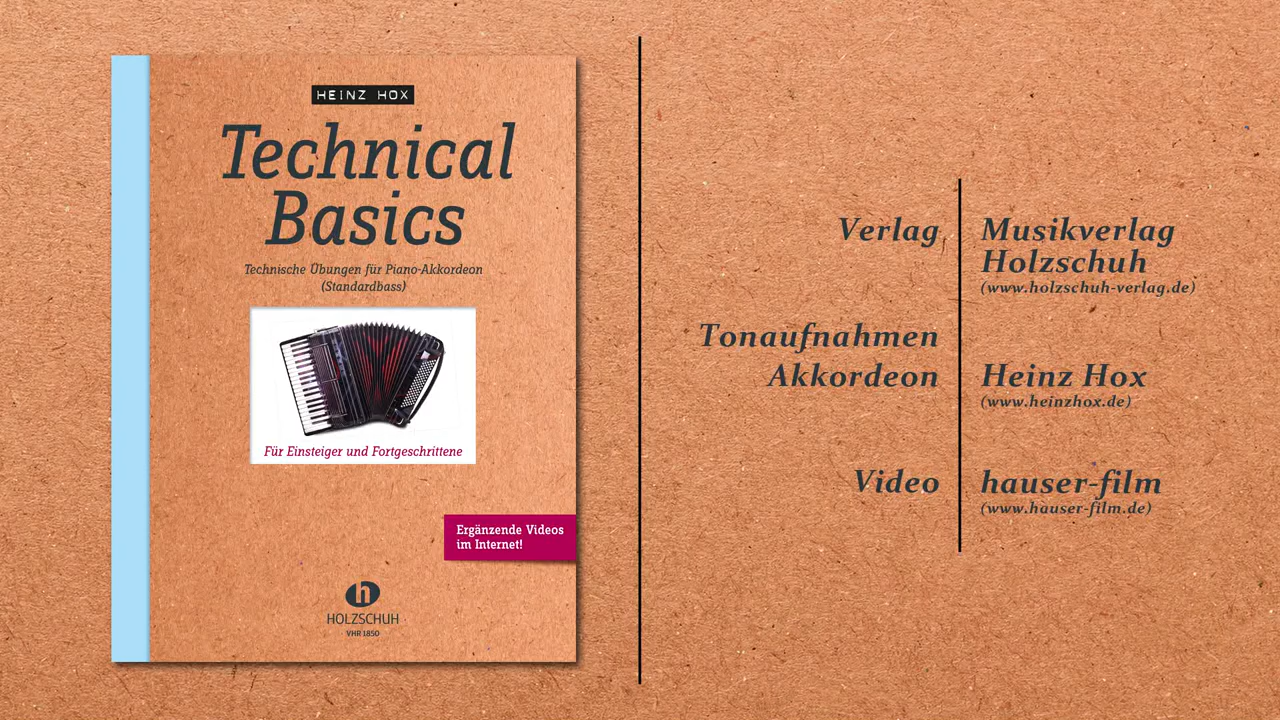 HEINZ HOX
Technical
Basics
Technische Übungen für Piano-Akkordeon
(Standardbass)
Für Einsteiger und Fortgeschrittene
Ergänzende Videos
im Internet!
h
HOLZSCHUH
VHR 1850
Verlag
Musikverlag
Holzschuh
(www.holzschuh-verlag.de)
Tonaufnahmen
Akkordeon
Heinz Hox
(www.heinzhox.de)
Video
hauser-film
(www.hauser-film.de)